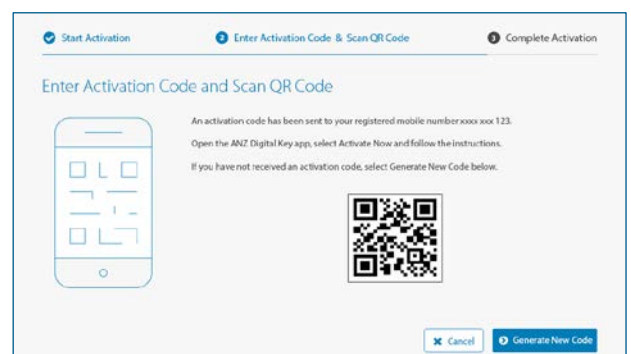 Start Activation
2 Enter Activation Code & Scan QR Code
3 Complete Activation
Enter Activation Code and Scan QR Code
An activation code has been sent to your registered mobile number xxxx xxx 123.
Open the ANZ Digital Key app, select Activate Now and follow the instructions.
If you have not received an activation code, select Generate New Code below.
Cancel
Generate New Code